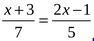 (x+3)/7 = (2x−1)/5,